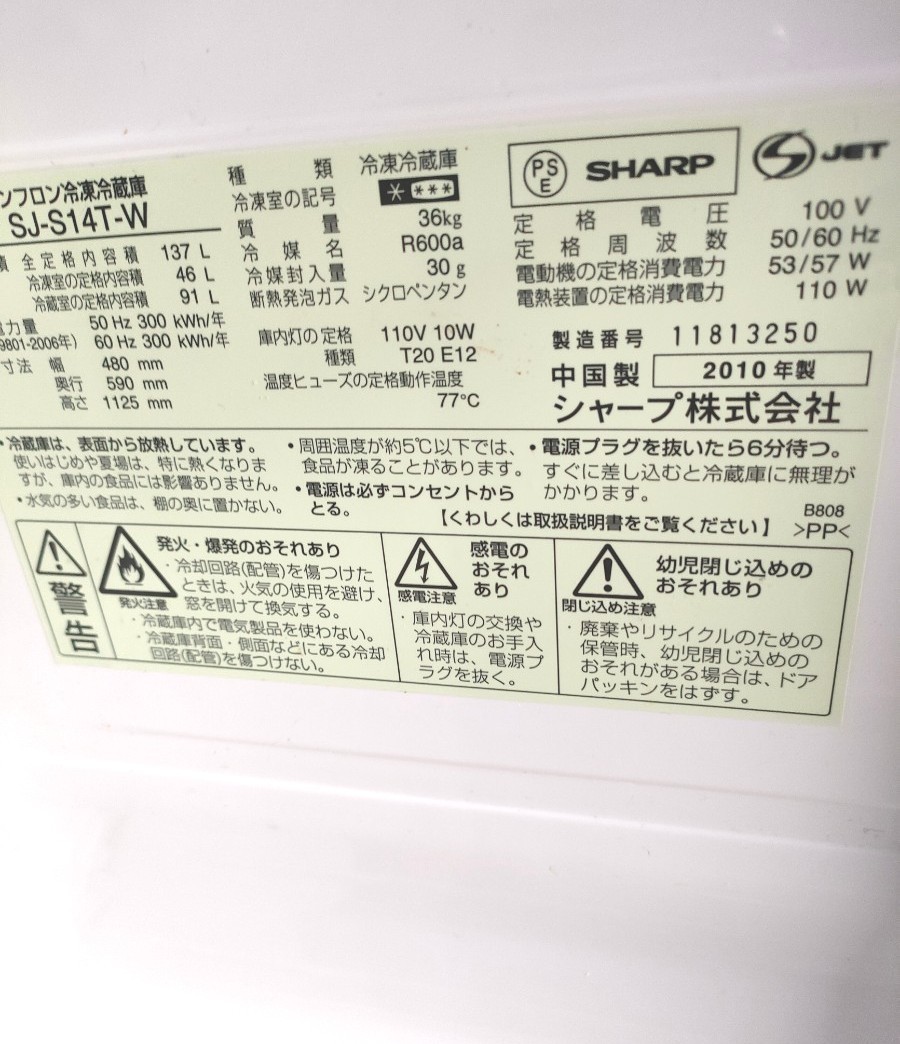 ンフロン冷凍冷蔵庫
SJ-S14T-W
全定格内容積 137 L
冷凍室の定格内容積 46 L
冷蔵室の定格内容積 91 L
力量 50 Hz 300 kWh/年
9801-2006年) 60 Hz 300 kWh/年
寸法 幅 480 mm
奥行 590 mm
高さ 1125 mm
種類 冷凍冷蔵庫
冷凍室の記号 * ***
質量 36kg
冷媒名 R600a
冷媒封入量 30 g
断熱発泡ガス シクロペンタン
庫内灯の定格 110V 10W
種類 T20 E12
温度ヒューズの定格動作温度
77℃
PS
E
SHARP
JET
定格電圧 100 V
定格周波数 50/60 Hz
電動機の定格消費電力 53/57 W
電熱装置の定格消費電力 110 W
製造番号 11813250
中国製 2010年製
シャープ株式会社
・冷蔵庫は、表面から放熱しています。
使いはじめや夏場は、特に熱くなりま
すが、庫内の食品には影響ありません。
・水気の多い食品は、棚の奥に置かない。
・周囲温度が約5℃以下では、
食品が凍ることがあります。
・電源は必ずコンセントから
とる。
・電源プラグを抜いたら6分待つ。
すぐに差し込むと冷蔵庫に無理が
かかります。
【くわしくは取扱説明書をご覧ください】
B808
>PP<
警告
発火注意
発火・爆発のおそれあり
・冷却回路(配管)を傷つけた
ときは、火気の使用を避け、
窓を開けて換気する。
・冷蔵庫内で電気製品を使わない。
・冷蔵庫背面・側面などにある冷却
回路(配管)を傷つけない。
感電注意
感電の
おそれ
あり
・庫内灯の交換や
冷蔵庫のお手入
れ時は、電源プ
ラグを抜く。
閉じ込め注意
幼児閉じ込めの
おそれあり
・廃棄やリサイクルのための
保管時、幼児閉じ込めの
おそれがある場合は、ドア
パッキンをはずす。